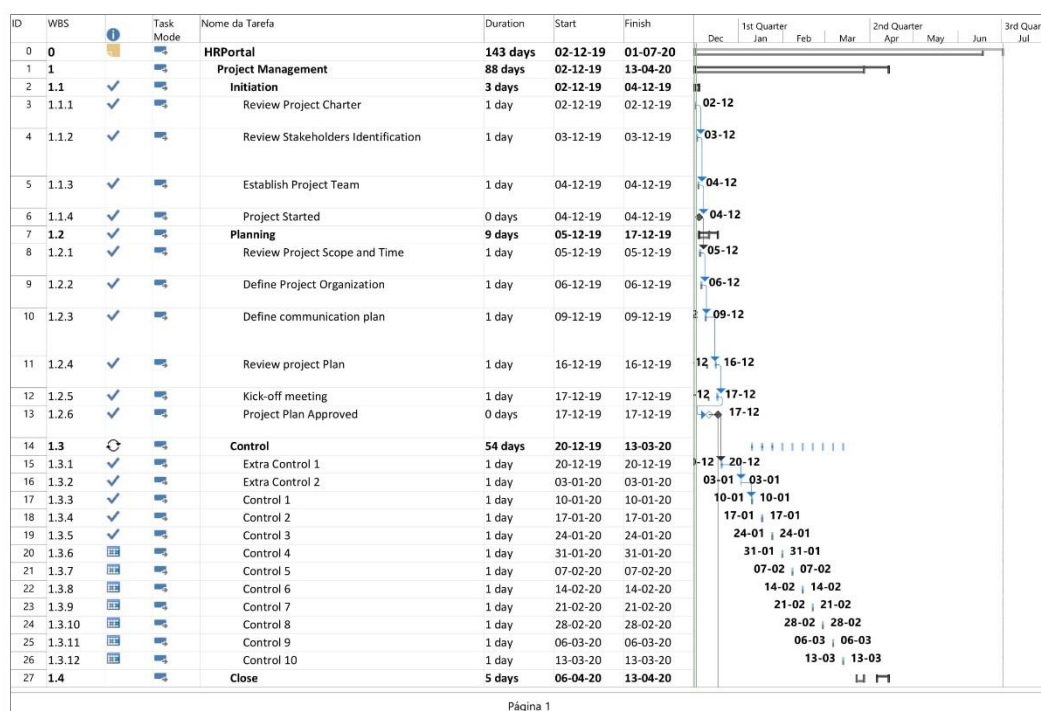 ID WBS Task Mode Nome da Tarefa Duration Start Finish 1st Quarter 2nd Quarter 3rd Quar
Dec Jan Feb Mar Apr May Jun Jul
0 0 HRPortal 143 days 02-12-19 01-07-20
1 1 Project Management 88 days 02-12-19 13-04-20
2 1.1 Initiation 3 days 02-12-19 04-12-19
3 1.1.1 Review Project Charter 1 day 02-12-19 02-12-19 02-12
4 1.1.2 Review Stakeholders Identification 1 day 03-12-19 03-12-19 03-12
5 1.1.3 Establish Project Team 1 day 04-12-19 04-12-19 04-12
6 1.1.4 Project Started 0 days 04-12-19 04-12-19 04-12
7 1.2 Planning 9 days 05-12-19 17-12-19
8 1.2.1 Review Project Scope and Time 1 day 05-12-19 05-12-19 05-12
9 1.2.2 Define Project Organization 1 day 06-12-19 06-12-19 06-12
10 1.2.3 Define communication plan 1 day 09-12-19 09-12-19 2 09-12
11 1.2.4 Review project Plan 1 day 16-12-19 16-12-19 12 16-12
12 1.2.5 Kick-off meeting 1 day 17-12-19 17-12-19 -12 17-12
13 1.2.6 Project Plan Approved 0 days 17-12-19 17-12-19 17-12
14 1.3 Control 54 days 20-12-19 13-03-20
15 1.3.1 Extra Control 1 1 day 20-12-19 20-12-19 0-12 20-12
16 1.3.2 Extra Control 2 1 day 03-01-20 03-01-20 03-01 03-01
17 1.3.3 Control 1 1 day 10-01-20 10-01-20 10-01 10-01
18 1.3.4 Control 2 1 day 17-01-20 17-01-20 17-01 17-01
19 1.3.5 Control 3 1 day 24-01-20 24-01-20 24-01 24-01
20 1.3.6 Control 4 1 day 31-01-20 31-01-20 31-01 31-01
21 1.3.7 Control 5 1 day 07-02-20 07-02-20 07-02 07-02
22 1.3.8 Control 6 1 day 14-02-20 14-02-20 14-02 14-02
23 1.3.9 Control 7 1 day 21-02-20 21-02-20 21-02 21-02
24 1.3.10 Control 8 1 day 28-02-20 28-02-20 28-02 28-02
25 1.3.11 Control 9 1 day 06-03-20 06-03-20 06-03 06-03
26 1.3.12 Control 10 1 day 13-03-20 13-03-20 13-03 13-03
27 1.4 Close 5 days 06-04-20 13-04-20
Página 1